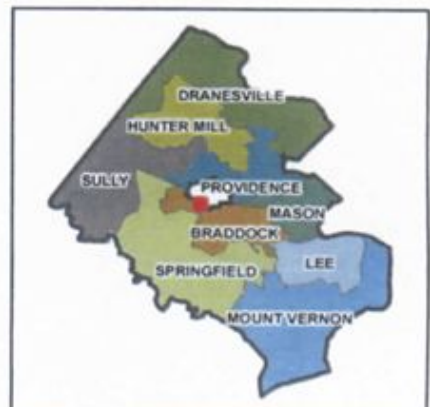 DRANESVILLE
HUNTER MILL
SULLY
PROVIDENCE
MASON
BRADDOCK
LEE
SPRINGFIELD
MOUNT VERNON